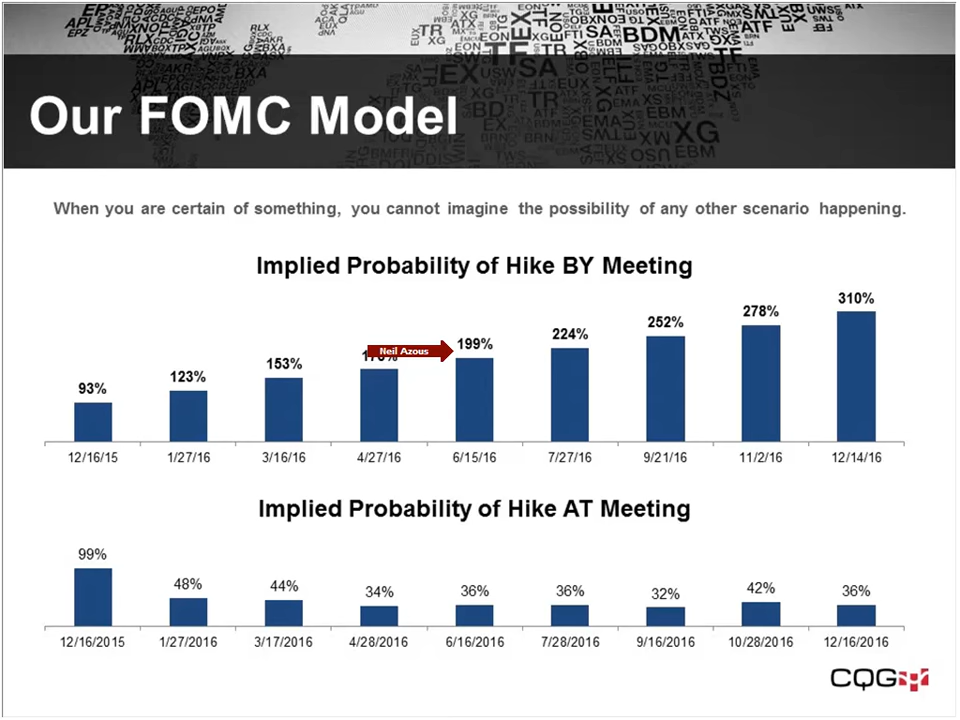 Our FOMC Model
When you are certain of something, you cannot imagine the possibility of any other scenario happening.
Implied Probability of Hike BY Meeting
93% 123% 153% 199% 224% 252% 278% 310%
Neil Azous
12/16/15 1/27/16 3/16/16 4/27/16 6/15/16 7/27/16 9/21/16 11/2/16 12/14/16
Implied Probability of Hike AT Meeting
99% 48% 44% 34% 36% 36% 32% 42% 36%
12/16/2015 1/27/2016 3/17/2016 4/28/2016 6/16/2016 7/28/2016 9/16/2016 10/28/2016 12/16/2016
CQG